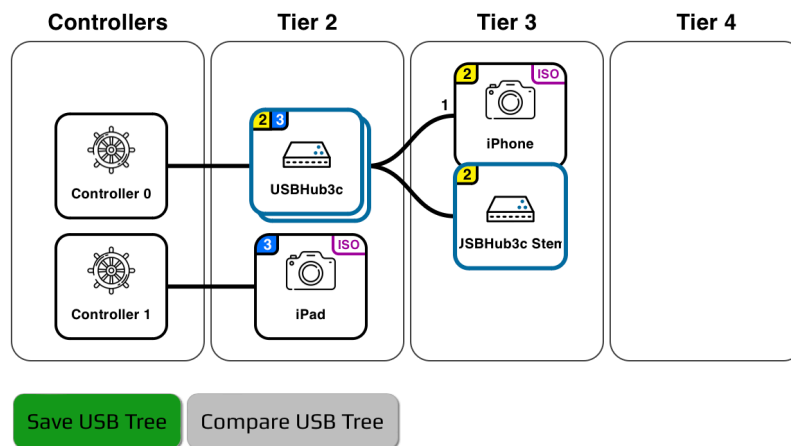 Controllers
Tier 2
Tier 3
Tier 4
2
ISO
1
iPhone
2 3
USBHub3c
Controller 0
2
JSBHub3c Stem
3
ISO
Controller 1
iPad
Save USB Tree
Compare USB Tree